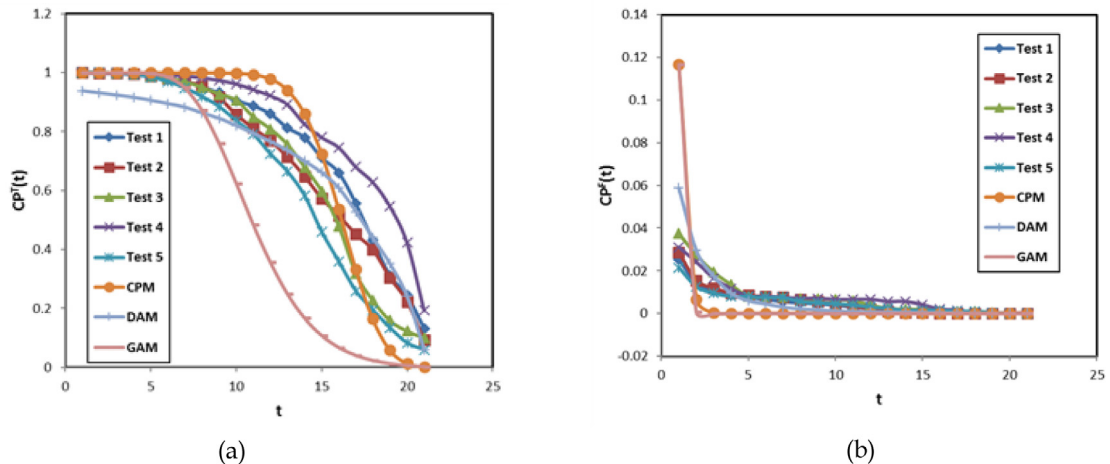 1.2
1
0.8
0.6
0.4
0.2
0
0 5 10 15 20 25
CPᵀ(t)
t
Test 1
Test 2
Test 3
Test 4
Test 5
CPM
DAM
GAM
(a)
0.14
0.12
0.10
0.08
0.06
0.04
0.02
0
-0.02
0 5 10 15 20 25
CPᶠ(t)
t
Test 1
Test 2
Test 3
Test 4
Test 5
CPM
DAM
GAM
(b)